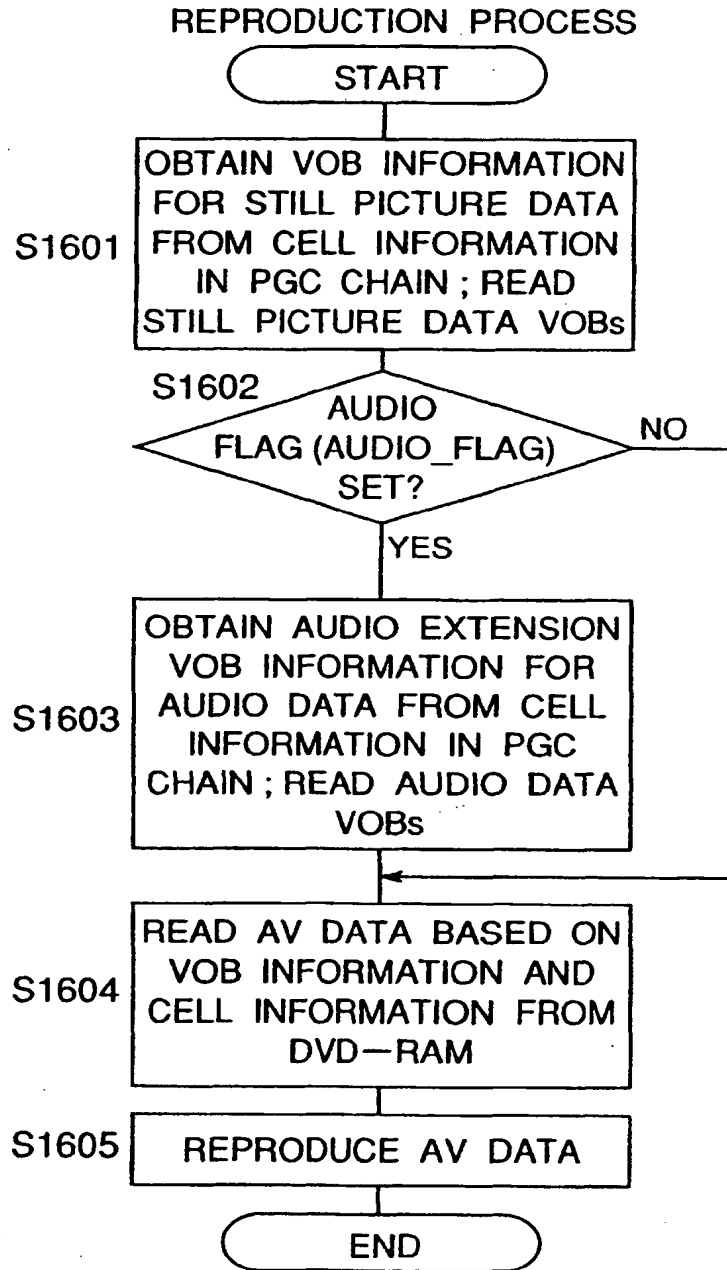 REPRODUCTION PROCESS
START
S1601
OBTAIN VOB INFORMATION
FOR STILL PICTURE DATA
FROM CELL INFORMATION
IN PGC CHAIN ; READ
STILL PICTURE DATA VOBs
S1602
AUDIO
FLAG (AUDIO_FLAG)
SET?
NO
YES
S1603
OBTAIN AUDIO EXTENSION
VOB INFORMATION FOR
AUDIO DATA FROM CELL
INFORMATION IN PGC
CHAIN ; READ AUDIO DATA
VOBs
S1604
READ AV DATA BASED ON
VOB INFORMATION AND
CELL INFORMATION FROM
DVD—RAM
S1605
REPRODUCE AV DATA
END